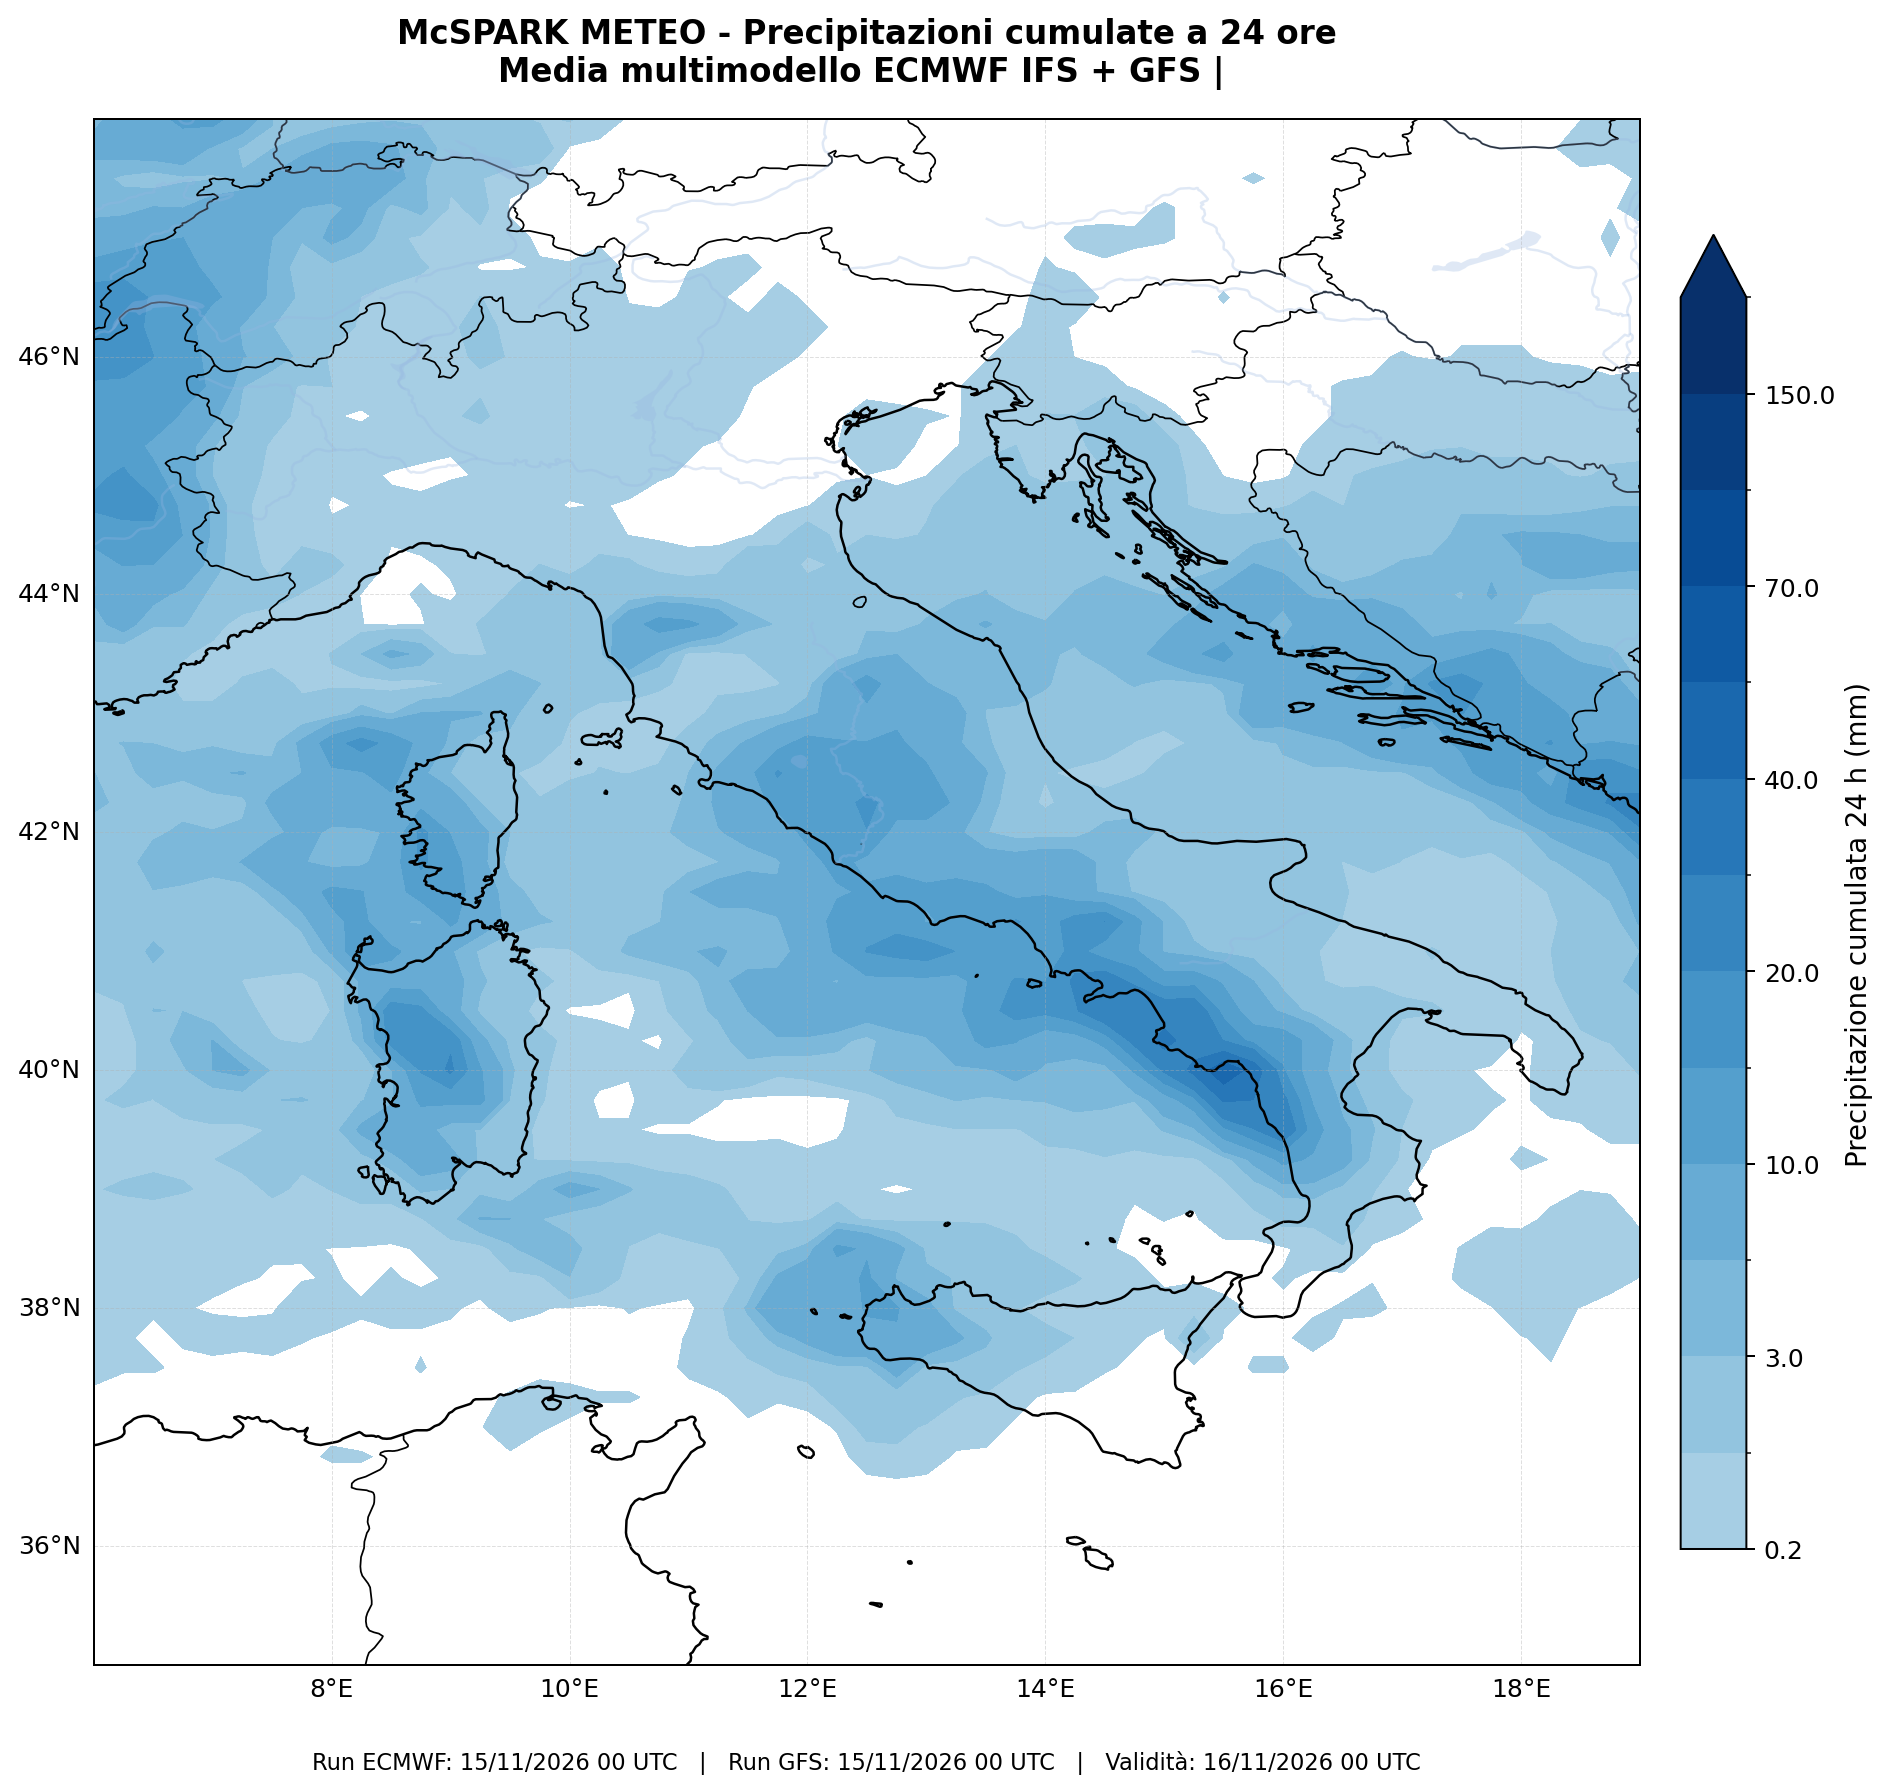 McSPARK METEO - Precipitazioni cumulate a 24 ore
Media multimodello ECMWF IFS + GFS |
46°N
44°N
42°N
40°N
38°N
36°N
8°E
10°E
12°E
14°E
16°E
18°E
150.0
70.0
40.0
20.0
10.0
3.0
0.2
Precipitazione cumulata 24 h (mm)
Run ECMWF: 15/11/2026 00 UTC | Run GFS: 15/11/2026 00 UTC | Validità: 16/11/2026 00 UTC